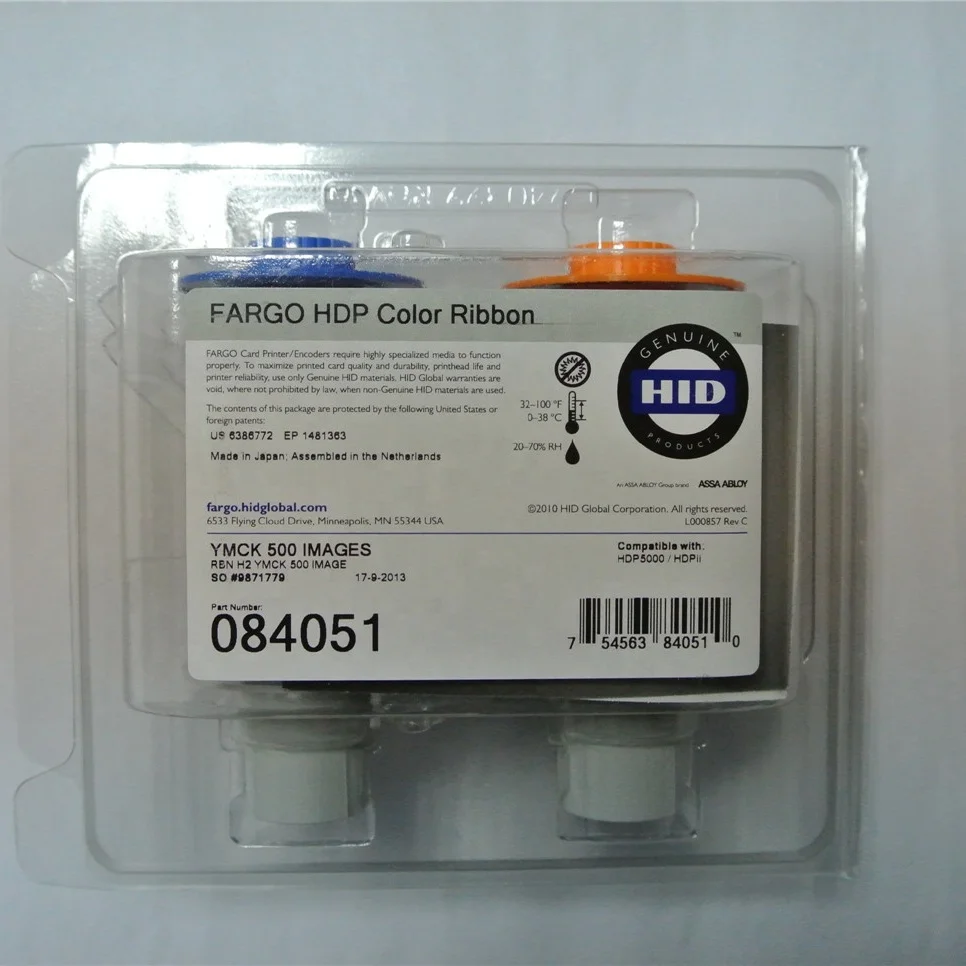 FARGO HDP Color Ribbon
FARGO Card Printer/Encoders require highly specialized media to function
properly. To maximize printed card quality and durability, printhead life and
printer reliability, use only Genuine HID materials. HID Global warranties are
void, where not prohibited by law, when non-Genuine HID materials are used.
The contents of this package are protected by the following United States or
foreign patents:
US 6386772 EP 1481363
Made in Japan; Assembled in the Netherlands
32–100 °F
0–38 °C
20–70% RH
GENUINE
HID
PRODUCTS
™
An ASSA ABLOY Group brand ASSA ABLOY
fargo.hidglobal.com
6533 Flying Cloud Drive, Minneapolis, MN 55344 USA
©2010 HID Global Corporation. All rights reserved.
L000857 Rev C
YMCK 500 IMAGES
RBN H2 YMCK 500 IMAGE
SO #9871779 17-9-2013
Compatible with:
HDP5000 / HDPii
Part Number:
084051
7 54563 84051 0